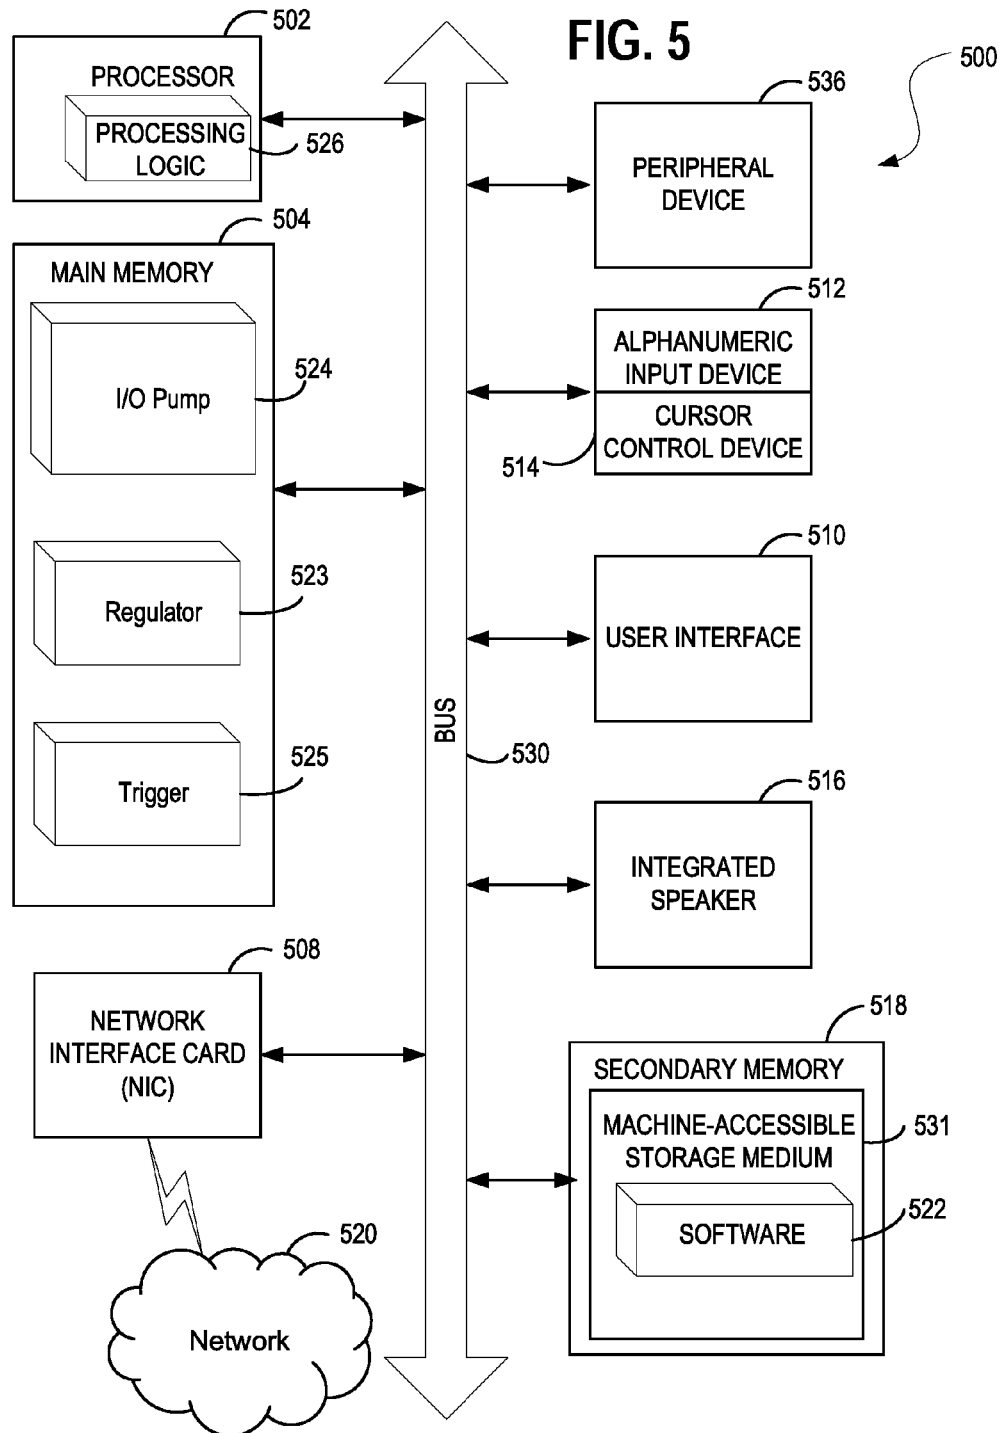 FIG. 5
500
502
PROCESSOR
PROCESSING
LOGIC
526
504
MAIN MEMORY
I/O Pump
524
Regulator
523
Trigger
525
508
NETWORK
INTERFACE CARD
(NIC)
520
Network
BUS
530
536
PERIPHERAL
DEVICE
512
ALPHANUMERIC
INPUT DEVICE
CURSOR
CONTROL DEVICE
514
510
USER INTERFACE
516
INTEGRATED
SPEAKER
518
SECONDARY MEMORY
MACHINE-ACCESSIBLE
STORAGE MEDIUM
531
SOFTWARE
522